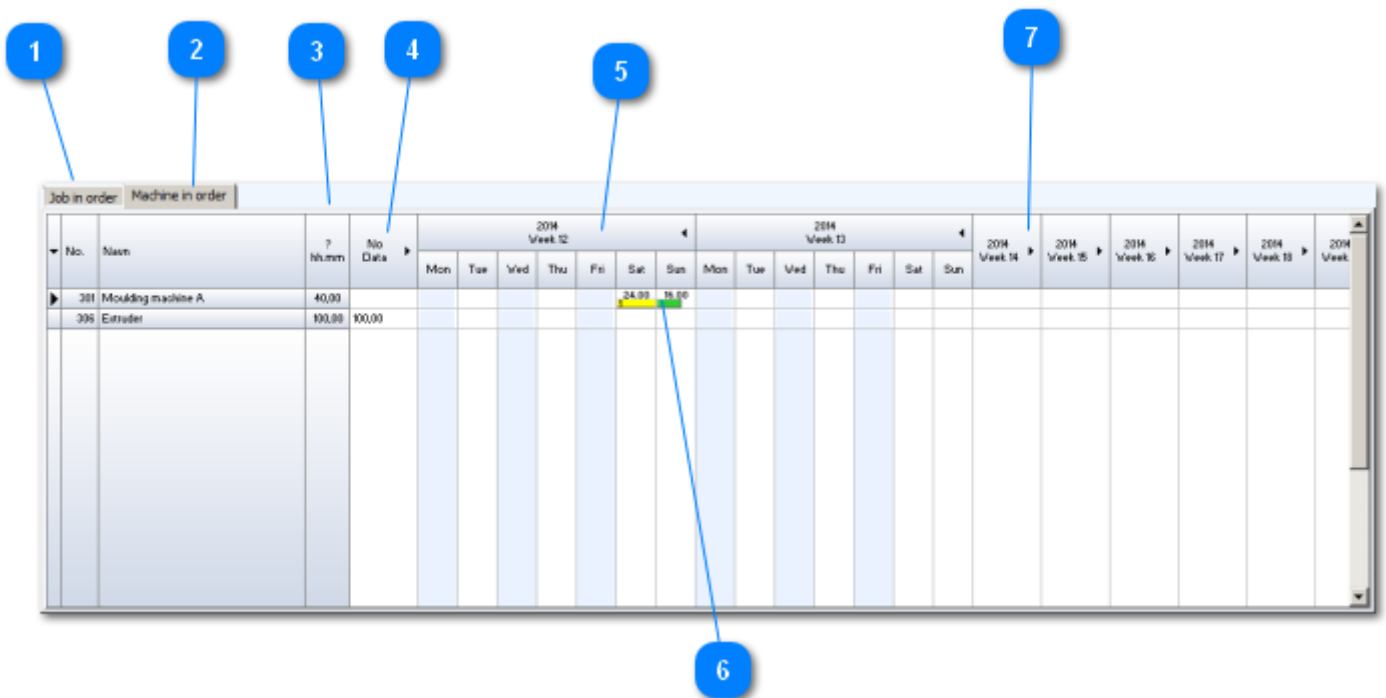 1
2
3
4
5
7
Job in order Machine in order
No. Navn ? hh.mm No Data
2014 Week 12
2014 Week 13
2014 Week 14
2014 Week 15
2014 Week 16
2014 Week 17
2014 Week 18
2014 Week
Mon Tue Wed Thu Fri Sat Sun Mon Tue Wed Thu Fri Sat Sun
301 Moulding machine A 40,00 24.00 16.00
306 Extruder 100,00 100,00
6